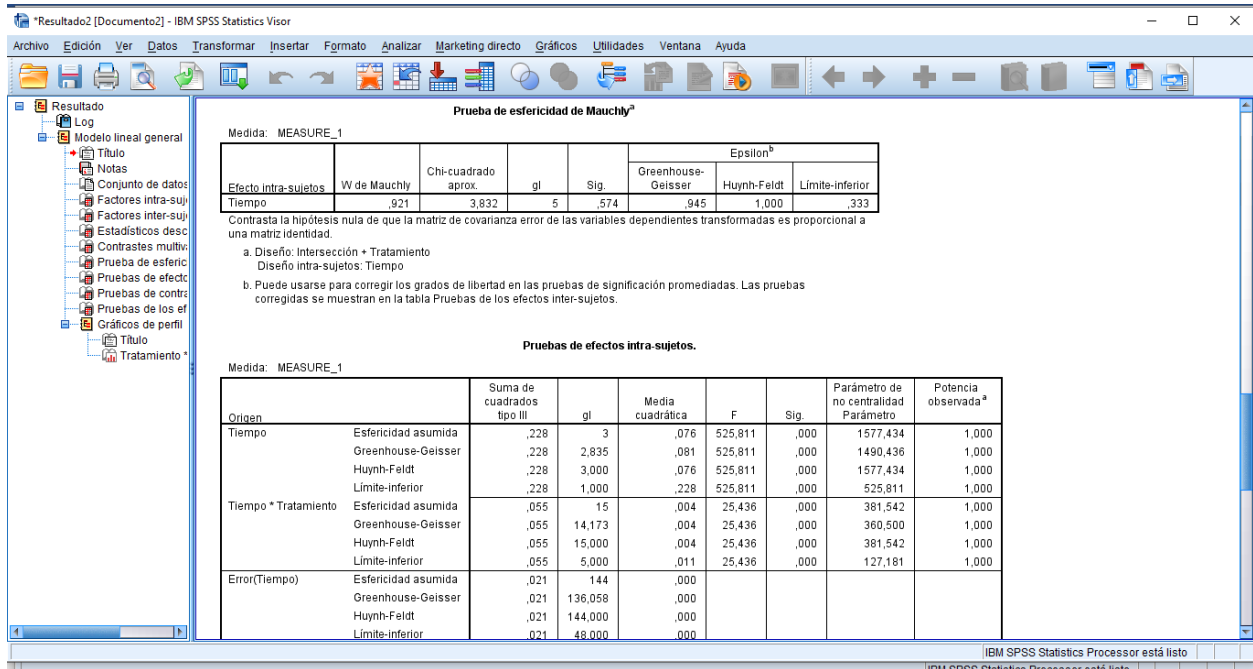 *Resultado2 [Documento2] - IBM SPSS Statistics Visor
Archivo Edición Ver Datos Transformar Insertar Formato Analizar Marketing directo Gráficos Utilidades Ventana Ayuda
Resultado
Log
Modelo lineal general
Título
Notas
Conjunto de datos
Factores intra-suj
Factores inter-suj
Estadísticos desc
Contrastes multiv
Prueba de esferic
Pruebas de efecto
Pruebas de contra
Pruebas de los ef
Gráficos de perfil
Título
Tratamiento *
Prueba de esfericidad de Mauchly a
Medida: MEASURE_1
Epsilon b
Efecto intra-sujetos W de Mauchly Chi-cuadrado aprox. gl Sig. Greenhouse-Geisser Huynh-Feldt Límite-inferior
Tiempo ,921 3,832 5 ,574 ,945 1,000 ,333
Contrasta la hipótesis nula de que la matriz de covarianza error de las variables dependientes transformadas es proporcional a
una matriz identidad.
a. Diseño: Intersección + Tratamiento
Diseño intra-sujetos: Tiempo
b. Puede usarse para corregir los grados de libertad en las pruebas de significación promediadas. Las pruebas
corregidas se muestran en la tabla Pruebas de los efectos inter-sujetos.
Pruebas de efectos intra-sujetos.
Medida: MEASURE_1
Origen Suma de cuadrados tipo III gl Media cuadrática F Sig. Parámetro de no centralidad Parámetro Potencia observada a
Tiempo Esfericidad asumida ,228 3 ,076 525,811 ,000 1577,434 1,000
Greenhouse-Geisser ,228 2,835 ,081 525,811 ,000 1490,436 1,000
Huynh-Feldt ,228 3,000 ,076 525,811 ,000 1577,434 1,000
Límite-inferior ,228 1,000 ,228 525,811 ,000 525,811 1,000
Tiempo * Tratamiento Esfericidad asumida ,055 15 ,004 25,436 ,000 381,542 1,000
Greenhouse-Geisser ,055 14,173 ,004 25,436 ,000 360,500 1,000
Huynh-Feldt ,055 15,000 ,004 25,436 ,000 381,542 1,000
Límite-inferior ,055 5,000 ,011 25,436 ,000 127,181 1,000
Error(Tiempo) Esfericidad asumida ,021 144 ,000
Greenhouse-Geisser ,021 136,058 ,000
Huynh-Feldt ,021 144,000 ,000
Límite-inferior ,021 48,000 ,000
IBM SPSS Statistics Processor está listo
IBM SPSS Statistics Processor está listo